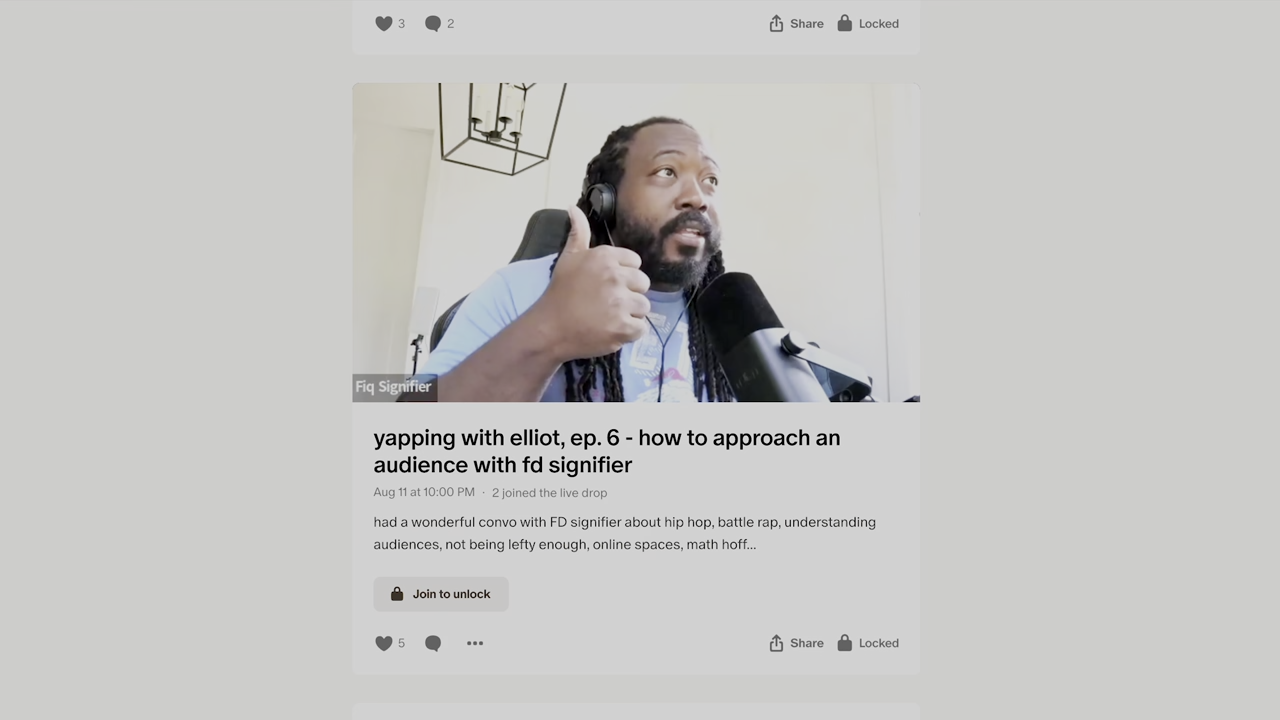 3 2 Share Locked
Fiq Signifier
yapping with elliot, ep. 6 - how to approach an
audience with fd signifier
Aug 11 at 10:00 PM · 2 joined the live drop
had a wonderful convo with FD signifier about hip hop, battle rap, understanding
audiences, not being lefty enough, online spaces, math hoff...
Join to unlock
5 Share Locked